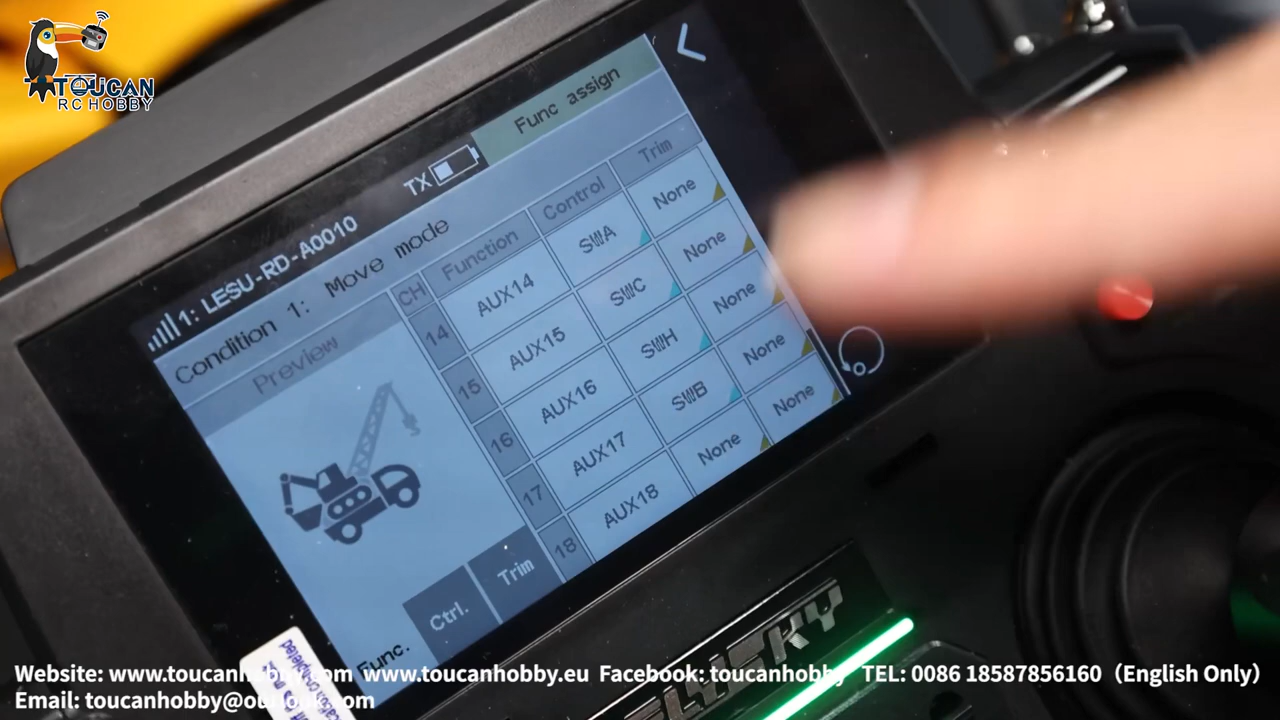 TOUCAN
RC HOBBY
1: LESU-RD-A0010
TX
Func assign
Condition 1: Move mode
Preview
CH Function Control Trim
14 AUX14 SWA None
15 AUX15 SWC None
16 AUX16 SWH None
17 AUX17 SWB None
18 AUX18 None None
Func. Ctrl. Trim
FLYSKY
Website: www.toucanhobby.com www.toucanhobby.eu Facebook: toucanhobby TEL: 0086 18587856160（English Only）
Email: toucanhobby@outlook.com